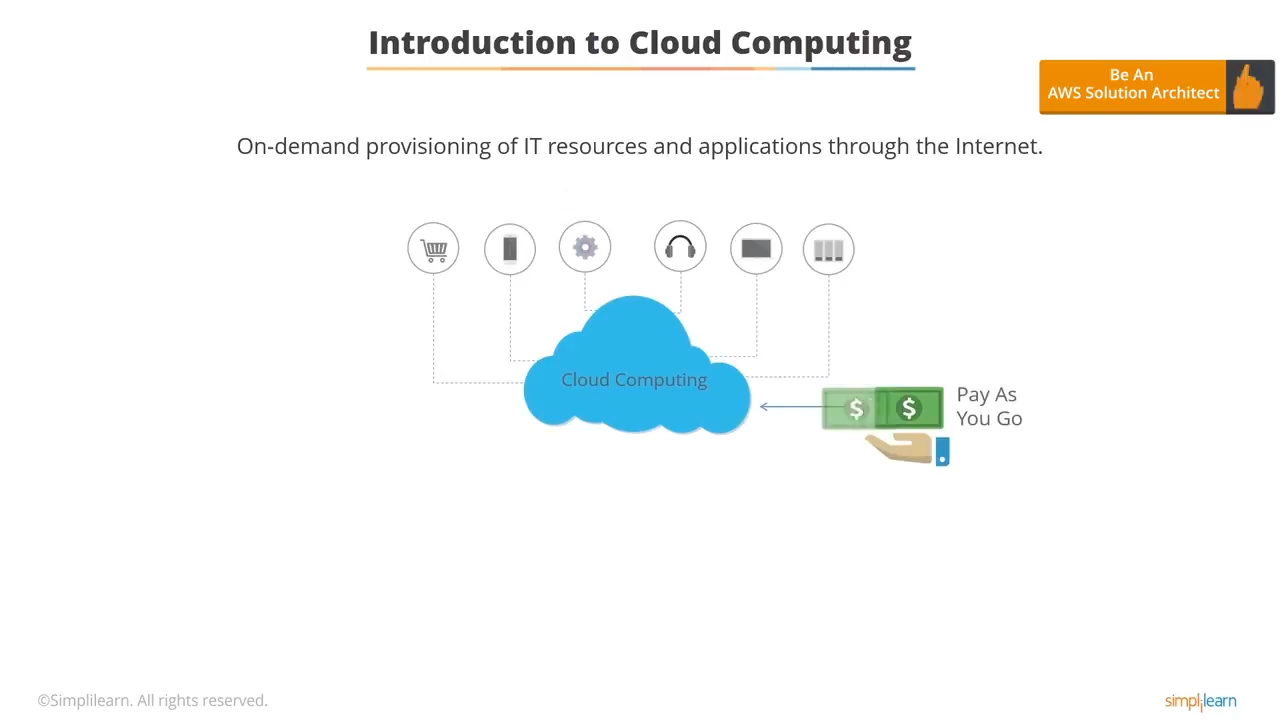 Introduction to Cloud Computing
Be An
AWS Solution Architect
On-demand provisioning of IT resources and applications through the Internet.
Cloud Computing
$ $
Pay As
You Go
©Simplilearn. All rights reserved.
simplilearn